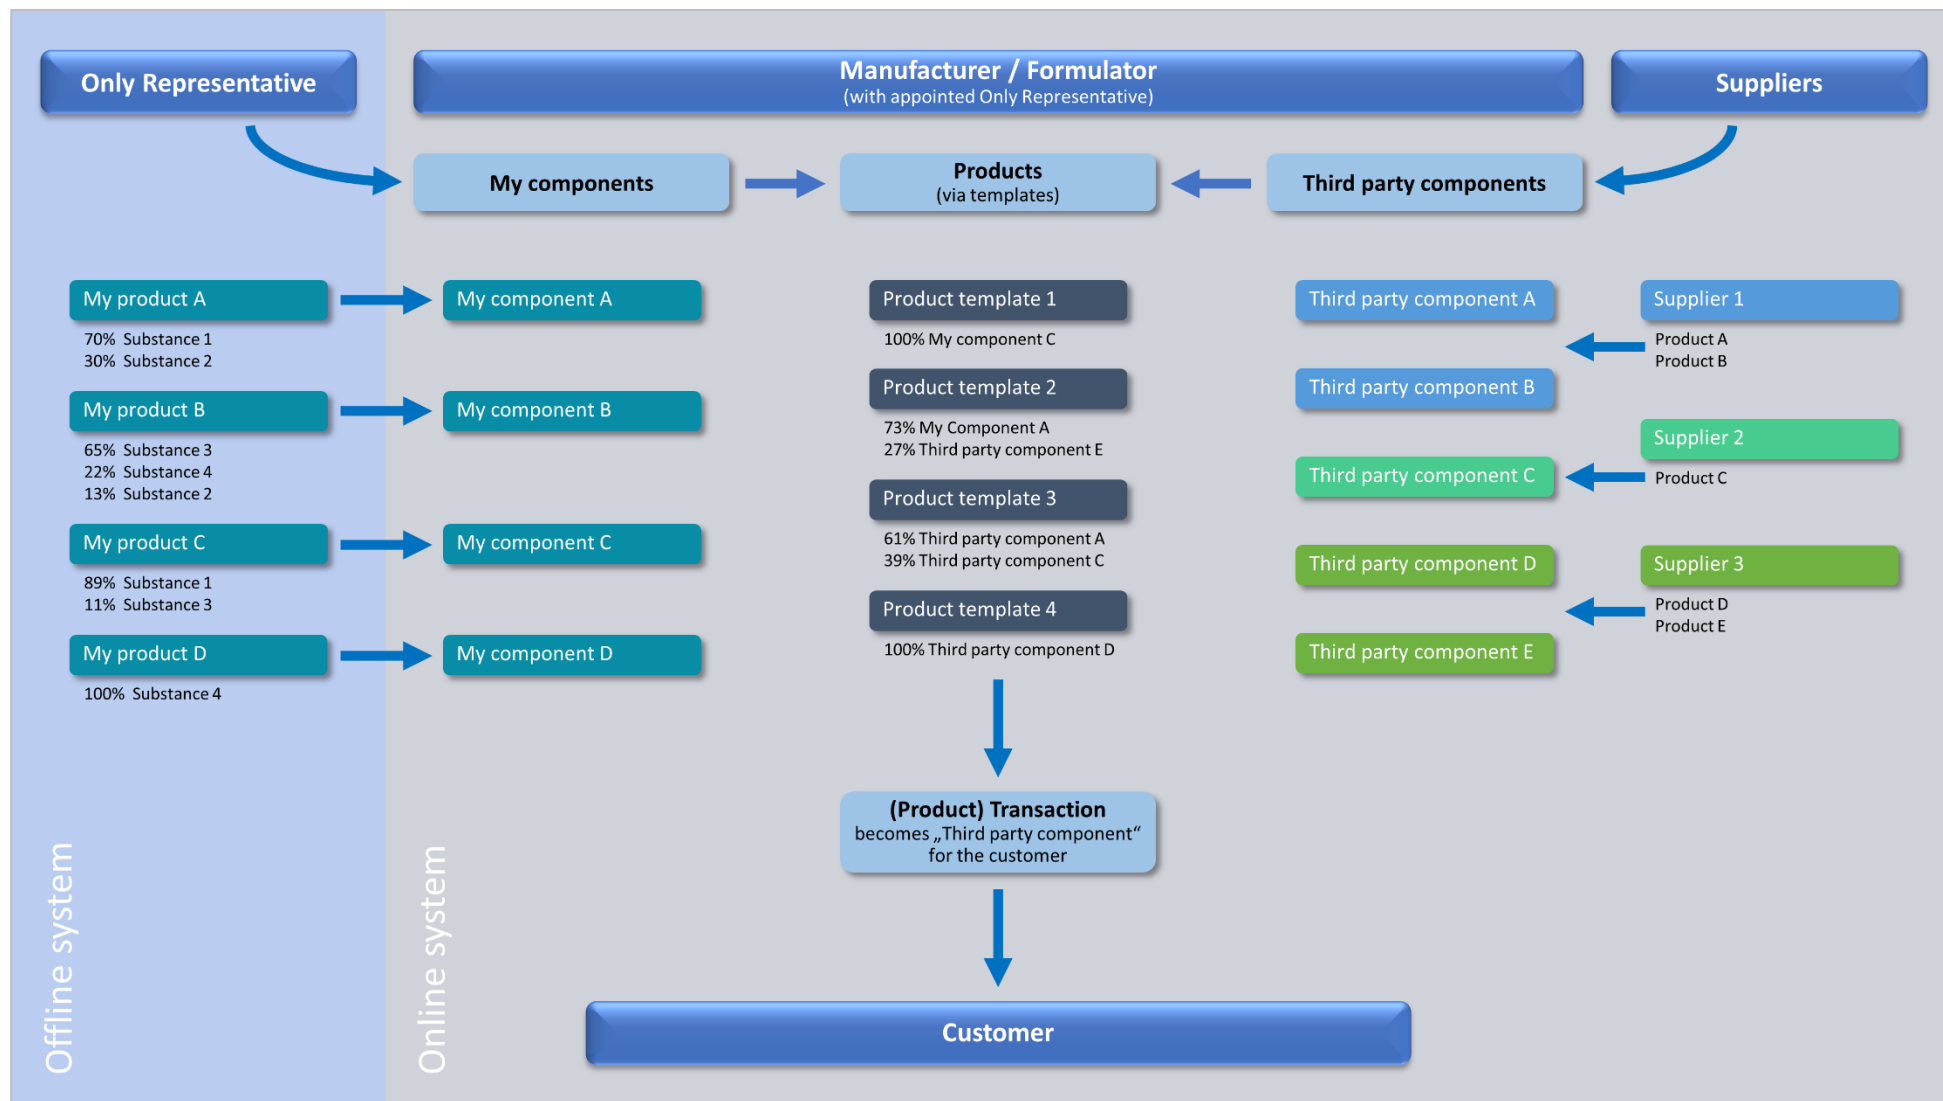 Only Representative
Manufacturer / Formulator
(with appointed Only Representative)
Suppliers
My components
Products
(via templates)
Third party components
My product A
70% Substance 1
30% Substance 2
My product B
65% Substance 3
22% Substance 4
13% Substance 2
My product C
89% Substance 1
11% Substance 3
My product D
100% Substance 4
My component A
My component B
My component C
My component D
Product template 1
100% My component C
Product template 2
73% My Component A
27% Third party component E
Product template 3
61% Third party component A
39% Third party component C
Product template 4
100% Third party component D
Third party component A
Third party component B
Third party component C
Third party component D
Third party component E
Supplier 1
Product A
Product B
Supplier 2
Product C
Supplier 3
Product D
Product E
(Product) Transaction
becomes „Third party component“
for the customer
Customer
Offline system
Online system